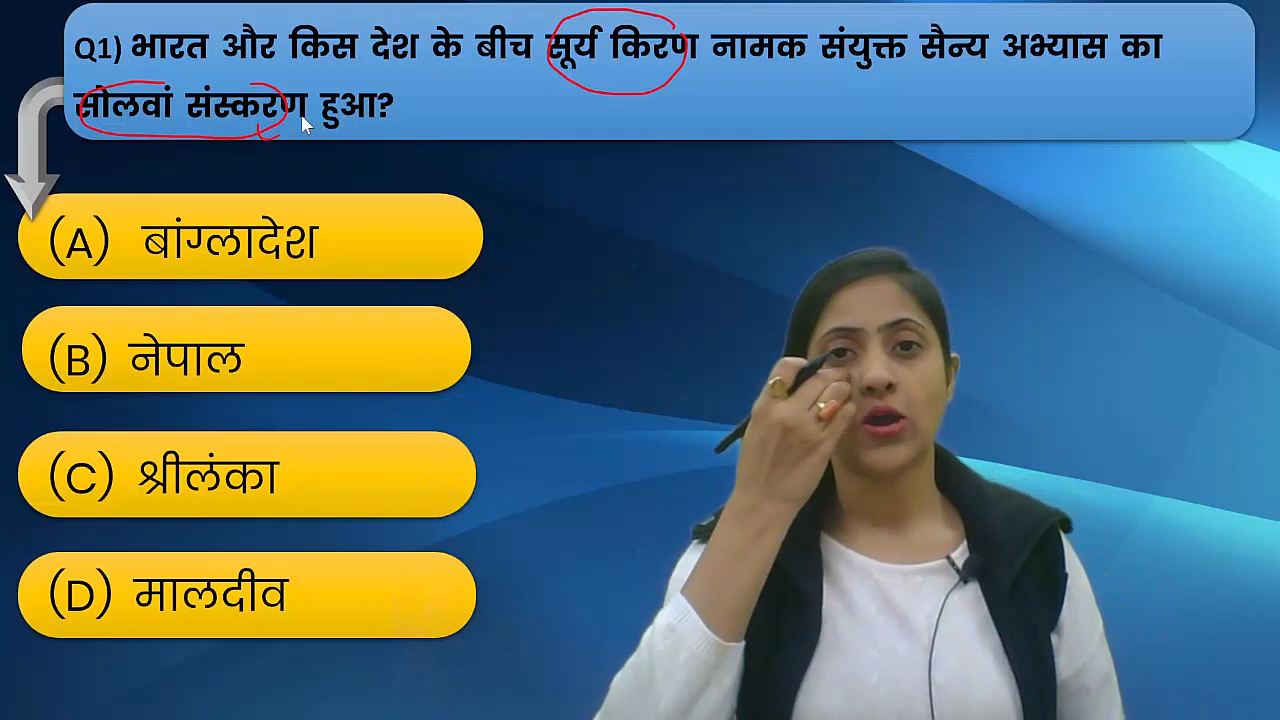 Q1) भारत और किस देश के बीच सूर्य किरण नामक संयुक्त सैन्य अभ्यास का
सोलवां संस्करण हुआ?
(A) बांग्लादेश
(B) नेपाल
(C) श्रीलंका
(D) मालदीव